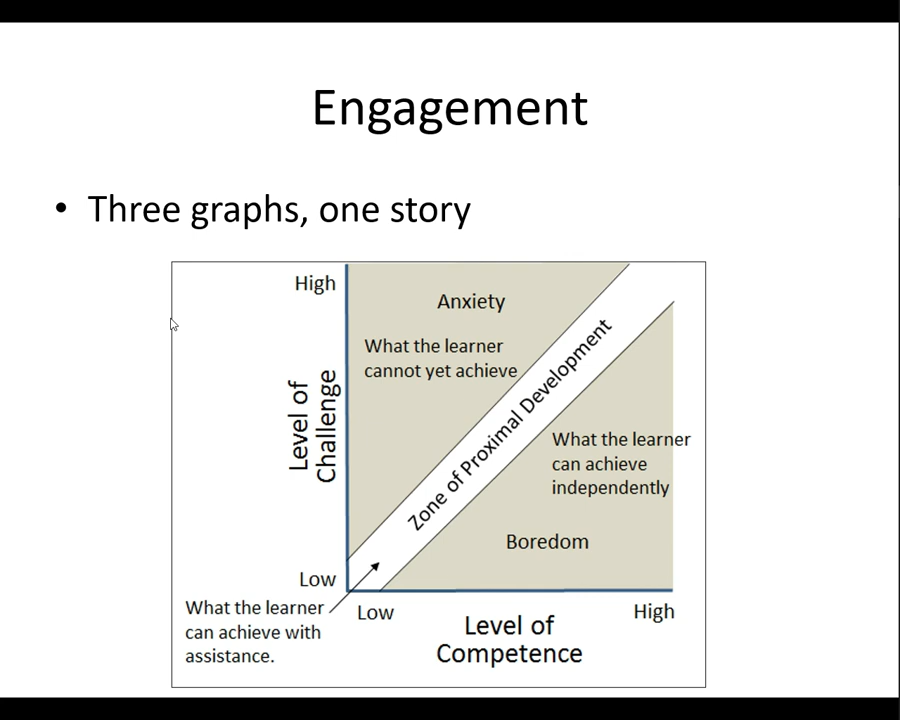 Engagement
• Three graphs, one story
High
Anxiety
What the learner
cannot yet achieve
Level of
Challenge
Zone of Proximal Development
What the learner
can achieve
independently
Boredom
Low
What the learner
can achieve with
assistance.
Low
High
Level of
Competence